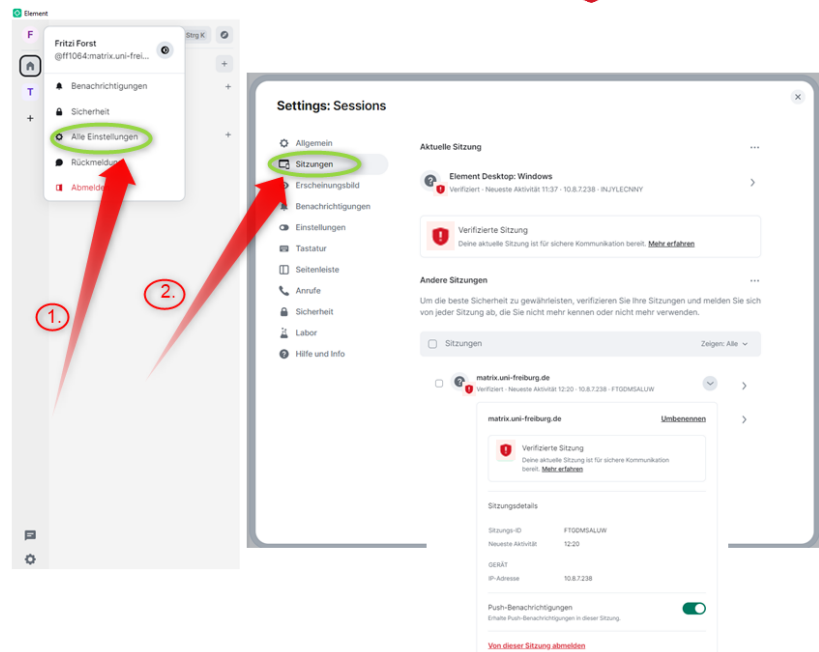 Element
F
Strg K
Fritzi Forst
@ff1064:matrix.uni-frei...
T
Benachrichtigungen
Sicherheit
Alle Einstellungen
Rückmeldung
Abmelde
1.
2.
Settings: Sessions
Allgemein
Sitzungen
Erscheinungsbild
Benachrichtigungen
Einstellungen
Tastatur
Seitenleiste
Anrufe
Sicherheit
Labor
Hilfe und Info
Aktuelle Sitzung
Element Desktop: Windows
Verifiziert · Neueste Aktivität 11:37 · 10.8.7.238 · INJYLECNNY
Verifizierte Sitzung
Deine aktuelle Sitzung ist für sichere Kommunikation bereit. Mehr erfahren
Andere Sitzungen
Um die beste Sicherheit zu gewährleisten, verifizieren Sie Ihre Sitzungen und melden Sie sich
von jeder Sitzung ab, die Sie nicht mehr kennen oder nicht mehr verwenden.
Sitzungen
Zeigen: Alle
matrix.uni-freiburg.de
Verifiziert · Neueste Aktivität 12:20 · 10.8.7.238 · FTGDMSALUW
matrix.uni-freiburg.de
Umbenennen
Verifizierte Sitzung
Deine aktuelle Sitzung ist für sichere Kommunikation
bereit. Mehr erfahren
Sitzungsdetails
Sitzungs-ID FTGDMSALUW
Neueste Aktivität 12:20
GERÄT
IP-Adresse 10.8.7.238
Push-Benachrichtigungen
Erhalte Push-Benachrichtigungen in dieser Sitzung.
Von dieser Sitzung abmelden